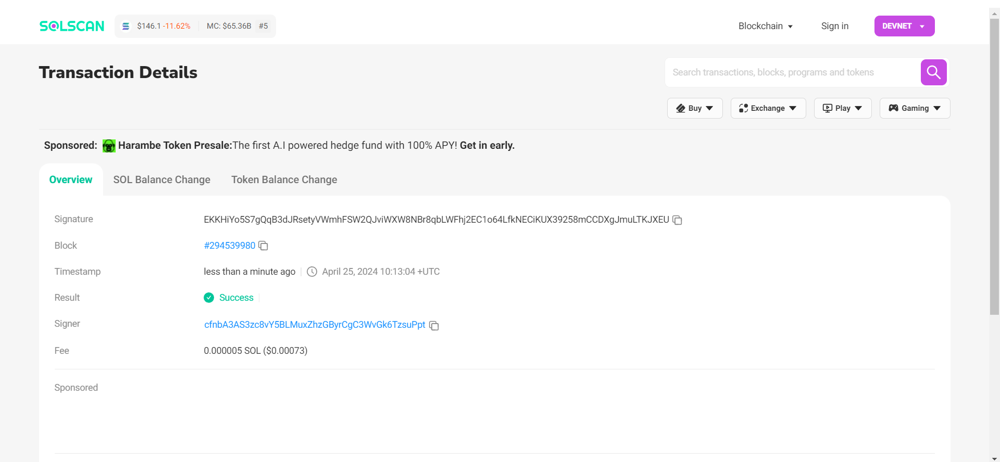 SOLSCAN $146.1 -11.62% MC: $65.36B #5 Blockchain Sign in DEVNET
Transaction Details
Search transactions, blocks, programs and tokens
Buy Exchange Play Gaming
Sponsored: Harambe Token Presale:The first A.I powered hedge fund with 100% APY! Get in early.
Overview SOL Balance Change Token Balance Change
Signature EKKHiYo5S7gQqB3dJRsetyVWmhFSW2QJviWXW8NBr8qbLWFhj2EC1o64LfkNECiKUX39258mCCDXgJmuLTKJXEU
Block #294539980
Timestamp less than a minute ago April 25, 2024 10:13:04 +UTC
Result Success
Signer cfnbA3AS3zc8vY5BLMuxZhzGByrCgC3WvGk6TzsuPpt
Fee 0.000005 SOL ($0.00073)
Sponsored